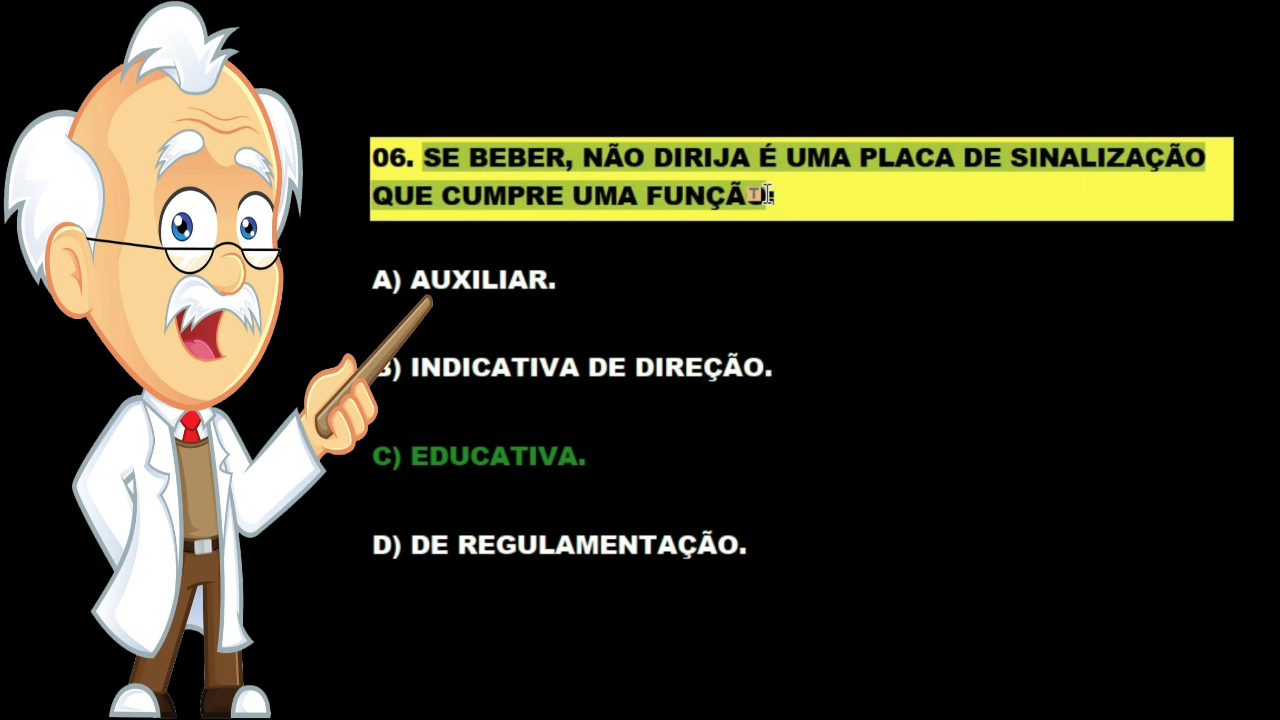 06. SE BEBER, NÃO DIRIJA É UMA PLACA DE SINALIZAÇÃO
QUE CUMPRE UMA FUNÇÃO:
A) AUXILIAR.
B) INDICATIVA DE DIREÇÃO.
C) EDUCATIVA.
D) DE REGULAMENTAÇÃO.